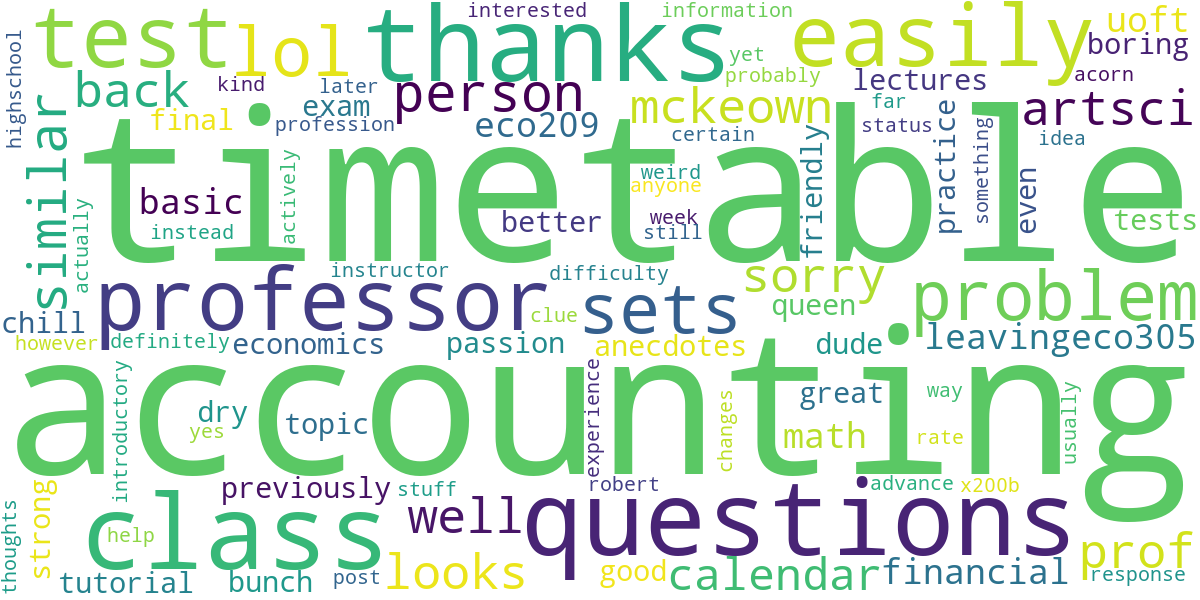 highschool
test
lol
thanks
interested
information
easily
uoft
boring
yet
probably
back
kind
later
exam
person
mckeown
lectures
acorn
artsci
final
profession
eco209
certain
far
status
idea
similar
timetable
actually
basic
instead
actively
better
weird
anyone
week
still
friendly
practice
something
even
tests
professor
instructor
difficulty
sets
sorry
queen
problem
chill
however
definitely
economics
clue
passion
anecdotes
dude
leavingeco305
accounting
introductory
dry
yes
topic
experience
changes
great
math
way
rate
usually
strong
previously
stuff
robert
advance
x200b
thoughts
class
help
well
questions
prof
tutorial
bunch
post
looks
good
calendar
financial
response